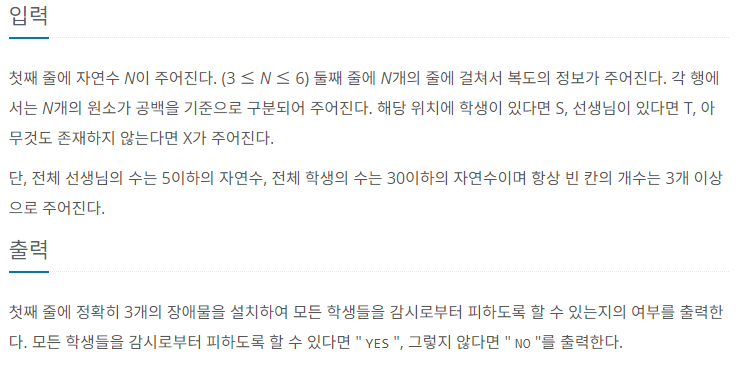 입력
첫째 줄에 자연수 N이 주어진다. (3 ≤ N ≤ 6) 둘째 줄에 N개의 줄에 걸쳐서 복도의 정보가 주어진다. 각 행에
서는 N개의 원소가 공백을 기준으로 구분되어 주어진다. 해당 위치에 학생이 있다면 S, 선생님이 있다면 T, 아
무것도 존재하지 않는다면 X가 주어진다.
단, 전체 선생님의 수는 5이하의 자연수, 전체 학생의 수는 30이하의 자연수이며 항상 빈 칸의 개수는 3개 이상
으로 주어진다.
출력
첫째 줄에 정확히 3개의 장애물을 설치하여 모든 학생들을 감시로부터 피하도록 할 수 있는지의 여부를 출력한
다. 모든 학생들을 감시로부터 피하도록 할 수 있다면 " YES ", 그렇지 않다면 " NO "를 출력한다.